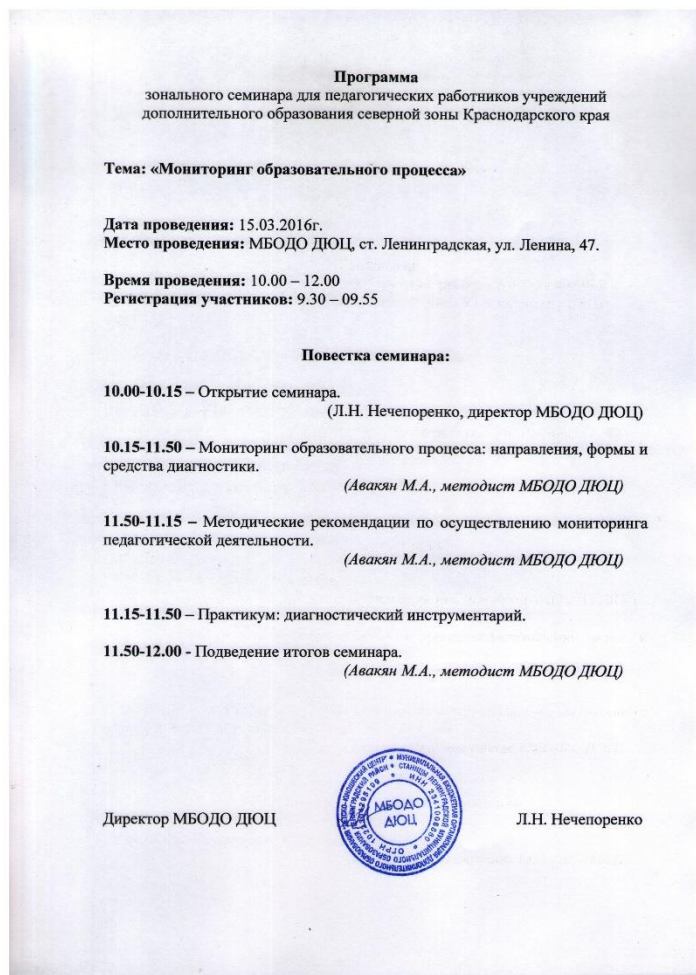 Программа
зонального семинара для педагогических работников учреждений
дополнительного образования северной зоны Краснодарского края
Тема: «Мониторинг образовательного процесса»
Дата проведения: 15.03.2016г.
Место проведения: МБОДО ДЮЦ, ст. Ленинградская, ул. Ленина, 47.
Время проведения: 10.00 – 12.00
Регистрация участников: 9.30 – 09.55
Повестка семинара:
10.00-10.15 – Открытие семинара.
(Л.Н. Нечепоренко, директор МБОДО ДЮЦ)
10.15-11.50 – Мониторинг образовательного процесса: направления, формы и
средства диагностики.
(Авакян М.А., методист МБОДО ДЮЦ)
11.50-11.15 – Методические рекомендации по осуществлению мониторинга
педагогической деятельности.
(Авакян М.А., методист МБОДО ДЮЦ)
11.15-11.50 – Практикум: диагностический инструментарий.
11.50-12.00 - Подведение итогов семинара.
(Авакян М.А., методист МБОДО ДЮЦ)
Директор МБОДО ДЮЦ
МБОДО
ДЮЦ
Л.Н. Нечепоренко